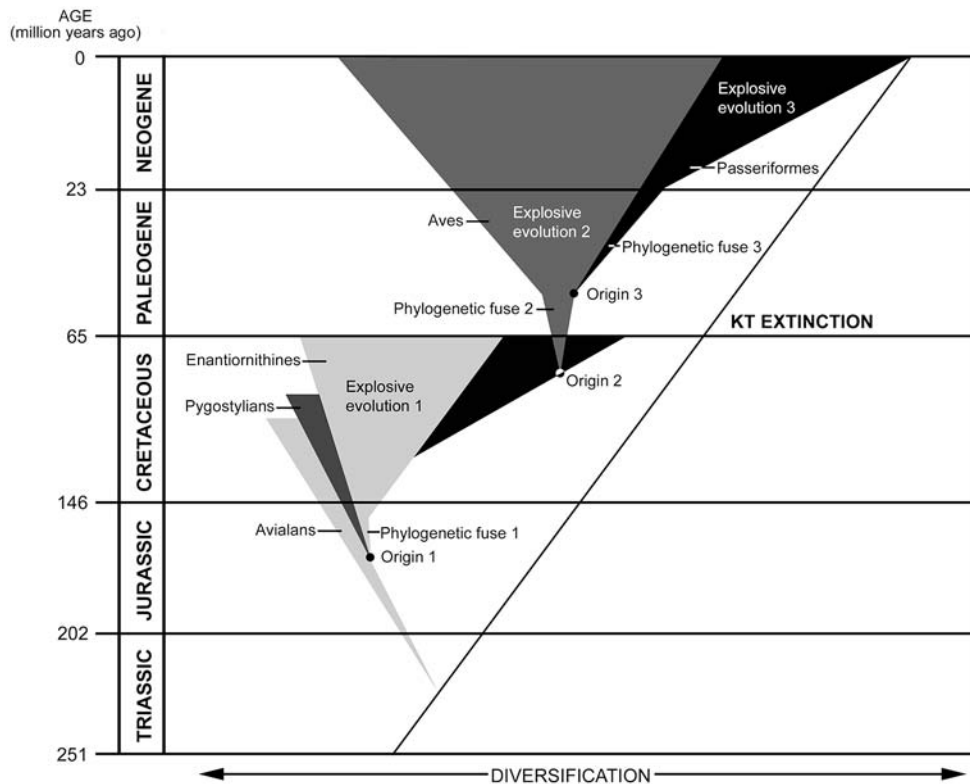 AGE
(million years ago)
0
NEOGENE
Explosive
evolution 3
Passeriformes
23
PALEOGENE
Aves
Explosive
evolution 2
Phylogenetic fuse 3
Origin 3
Phylogenetic fuse 2
KT EXTINCTION
65
CRETACEOUS
Enantiornithines
Origin 2
Explosive
evolution 1
Pygostylians
146
JURASSIC
Avialans
Phylogenetic fuse 1
Origin 1
202
TRIASSIC
251
DIVERSIFICATION